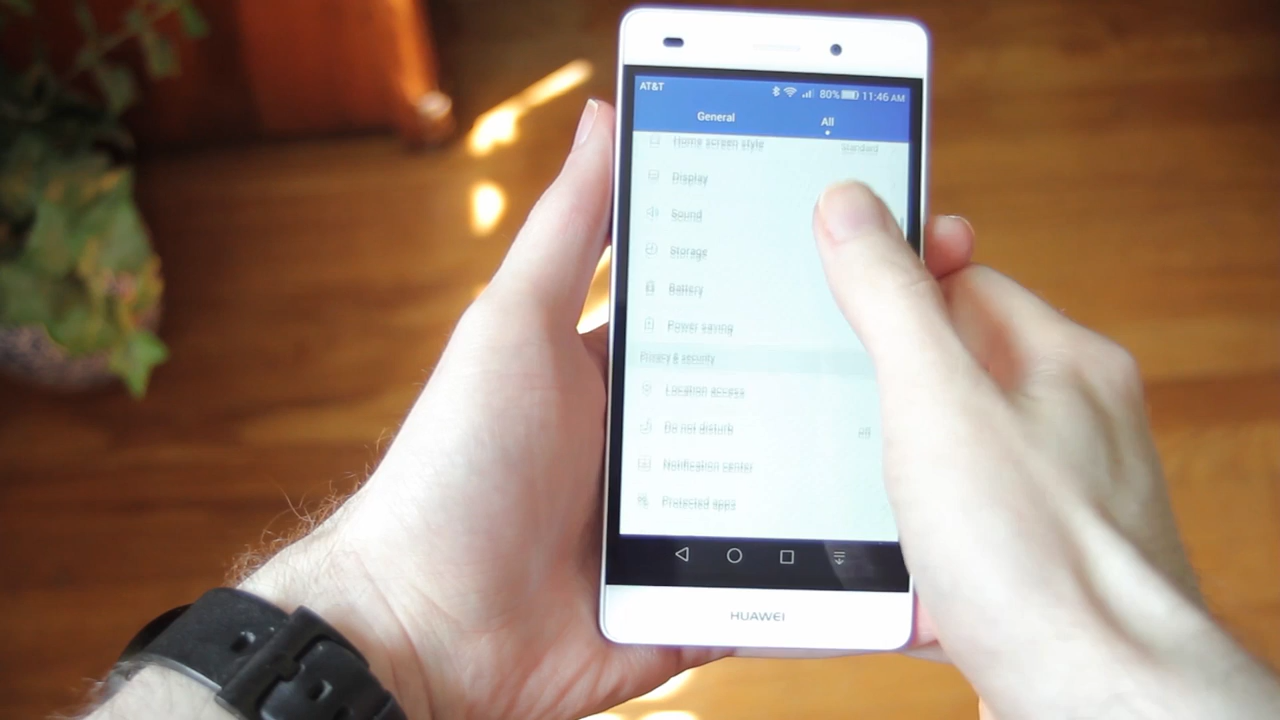 AT&T 80% 11:46 AM
General All
Home screen style Standard
Display
Sound
Storage
Battery
Power saving
Privacy & security
Location access
Do not disturb Off
Notification center
Protected apps
HUAWEI